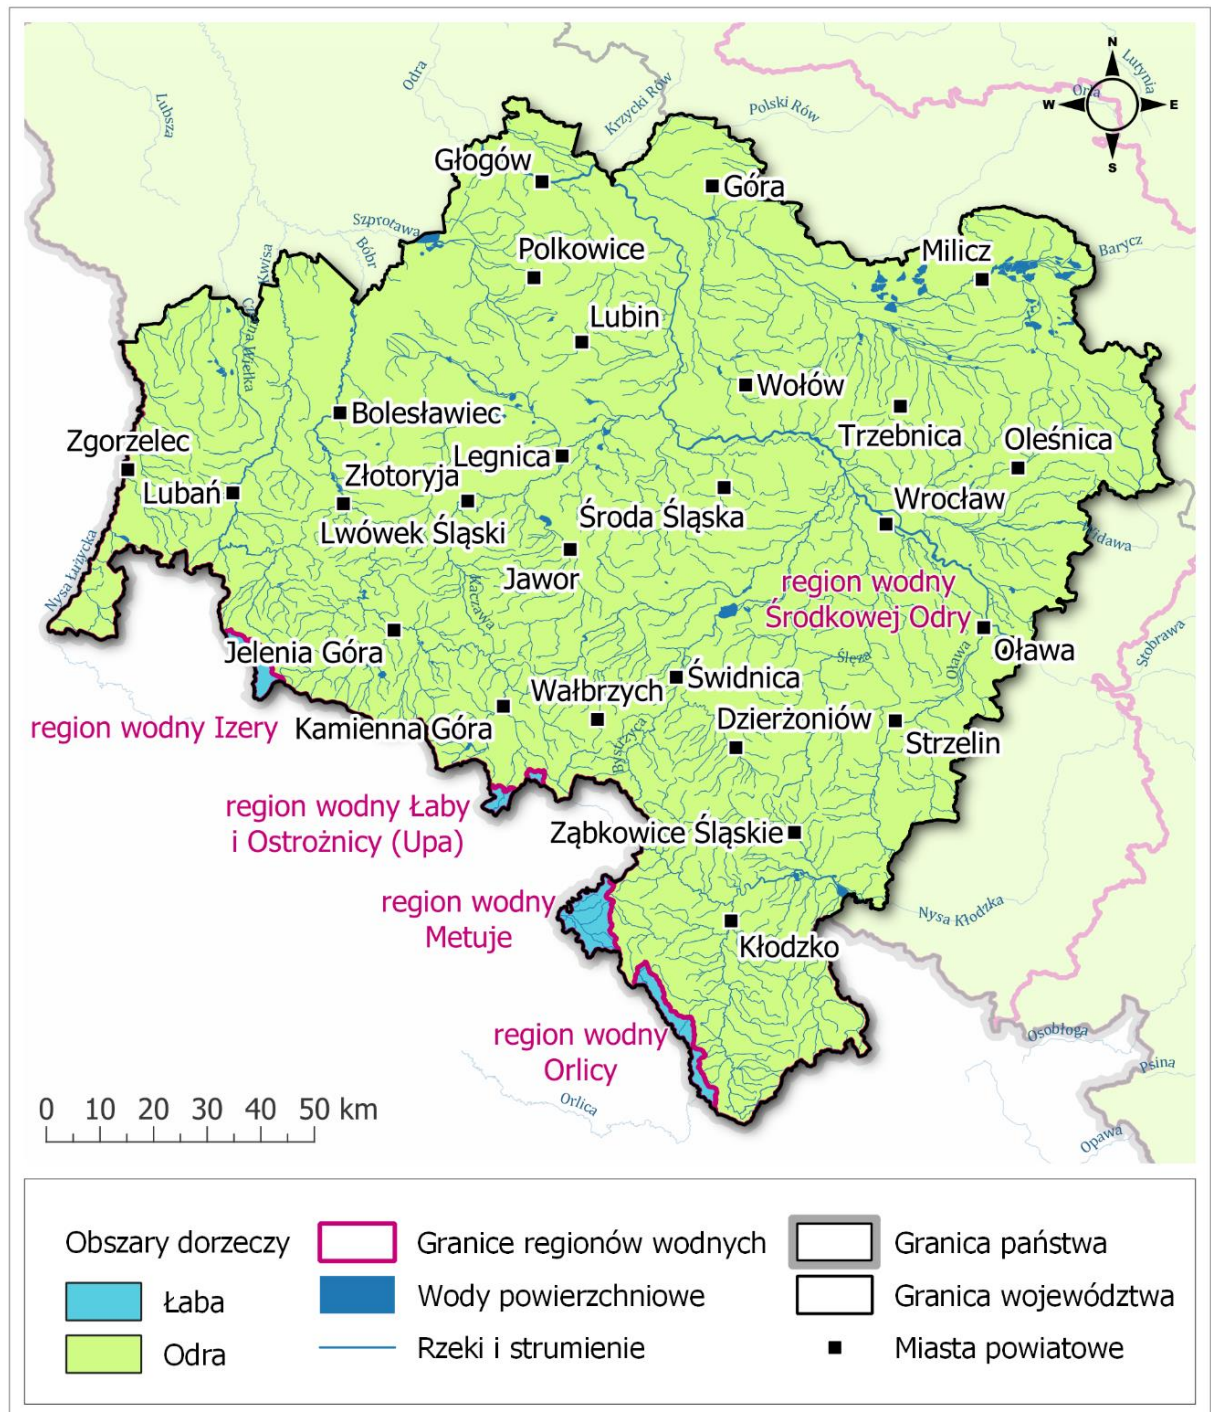 N
W
E
S
Lutynia
Orla
Odra
Krzycki Rów
Polski Rów
Lubsza
Głogów
Góra
Szprotawa
Bóbr
Kwisa
Barycz
Milicz
Polkowice
Lubin
Czarna Wielka
Wołów
Bolesławiec
Trzebnica
Oleśnica
Zgorzelec
Legnica
Złotoryja
Lubań
Wrocław
Lwówek Śląski
Środa Śląska
Widawa
Nysa Łużycka
Jawor
Kaczawa
region wodny
Środkowej Odry
Jelenia Góra
Oława
Stobrawa
Ślęza
Oława
Świdnica
Wałbrzych
region wodny Izery
Kamienna Góra
Bystrzyca
Dzierżoniów
Strzelin
region wodny Łaby
i Ostrożnicy (Upa)
Ząbkowice Śląskie
region wodny
Metuje
Nysa Kłodzka
Kłodzko
region wodny
Orlicy
Osobłoga
Psina
Orlica
Opawa
0 10 20 30 40 50 km
Obszary dorzeczy
Łaba
Odra
Granice regionów wodnych
Wody powierzchniowe
Rzeki i strumienie
Granica państwa
Granica województwa
Miasta powiatowe